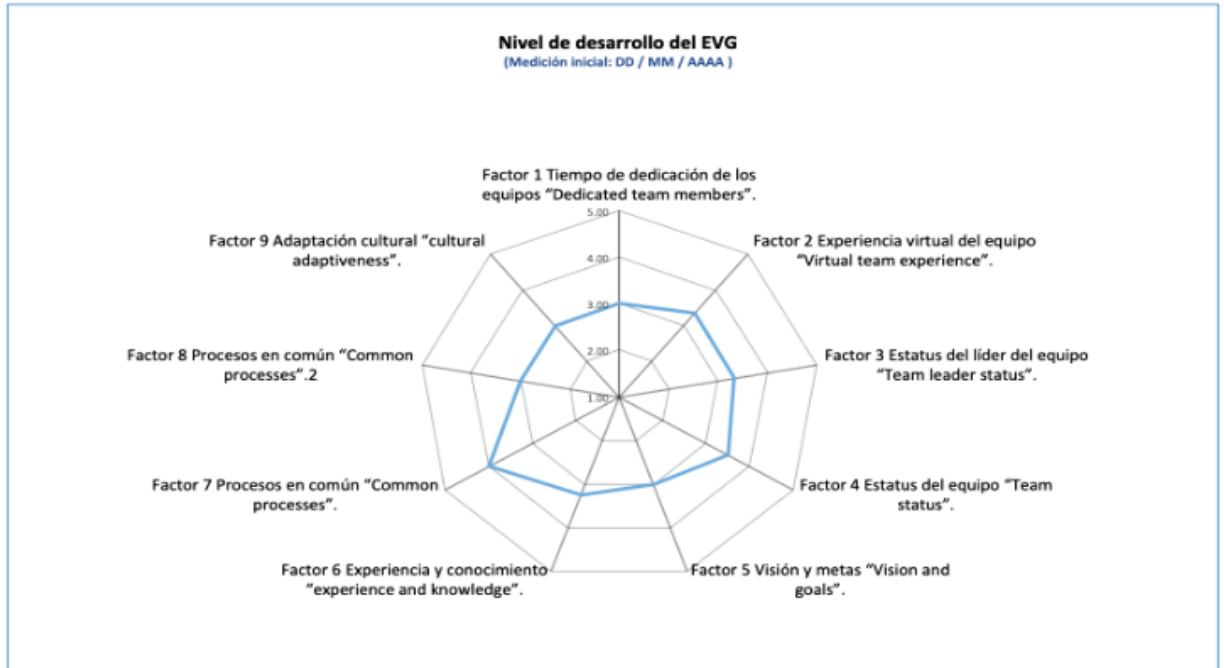 Nivel de desarrollo del EVG
(Medición inicial: DD / MM / AAAA )
Factor 1 Tiempo de dedicación de los
equipos “Dedicated team members”.
5.00
4.00
3.00
2.00
1.00
Factor 2 Experiencia virtual del equipo
“Virtual team experience”.
Factor 3 Estatus del líder del equipo
“Team leader status”.
Factor 4 Estatus del equipo “Team
status”.
Factor 5 Visión y metas “Vision and
goals”.
Factor 6 Experiencia y conocimiento
“experience and knowledge”.
Factor 7 Procesos en común “Common
processes”.
Factor 8 Procesos en común “Common
processes”.2
Factor 9 Adaptación cultural “cultural
adaptiveness”.